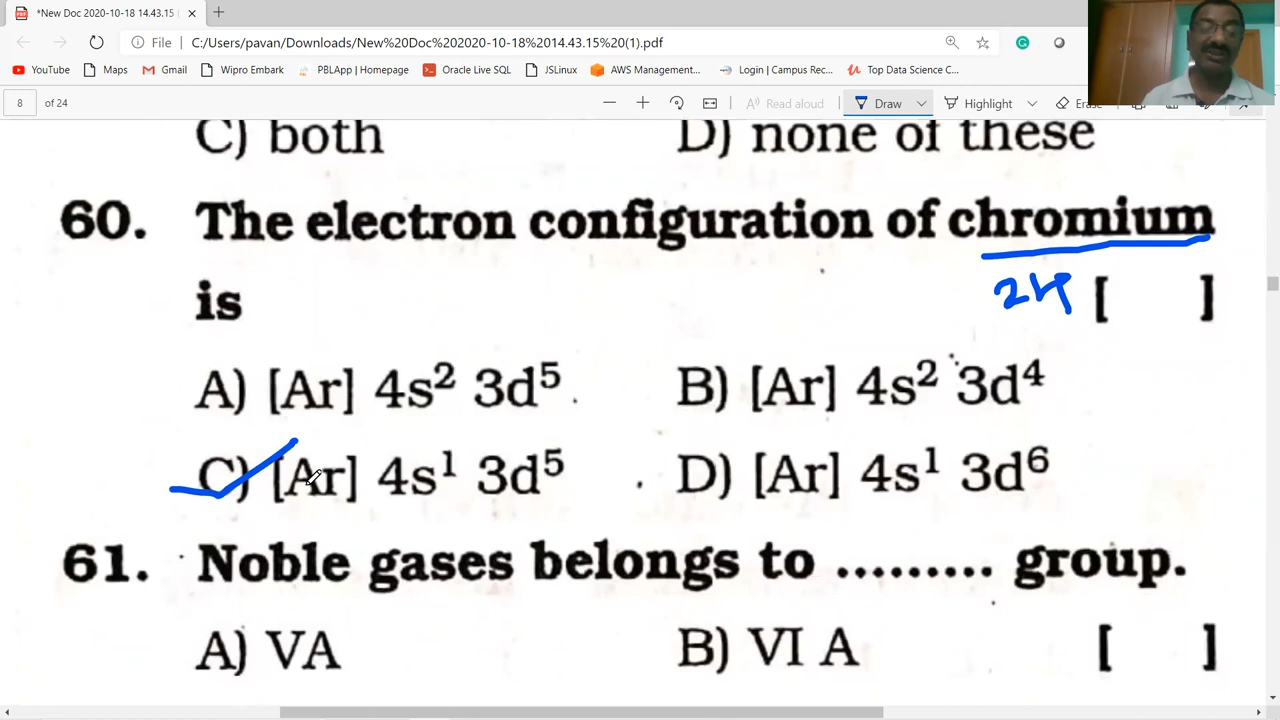 *New Doc 2020-10-18 14.43.15 (
File C:/Users/pavan/Downloads/New%20Doc%202020-10-18%2014.43.15%20(1).pdf
YouTube Maps Gmail Wipro Embark PBLApp | Homepage Oracle Live SQL JSLinux AWS Management... Login | Campus Rec... Top Data Science C...
8 of 24 Read aloud Draw Highlight Erase
C) both D) none of these
60. The electron configuration of chromium
is 24 [ ]
A) [Ar] 4s² 3d⁵ B) [Ar] 4s² 3d⁴
C) [Ar] 4s¹ 3d⁵ D) [Ar] 4s¹ 3d⁶
61. Noble gases belongs to ......... group.
A) VA B) VI A [ ]